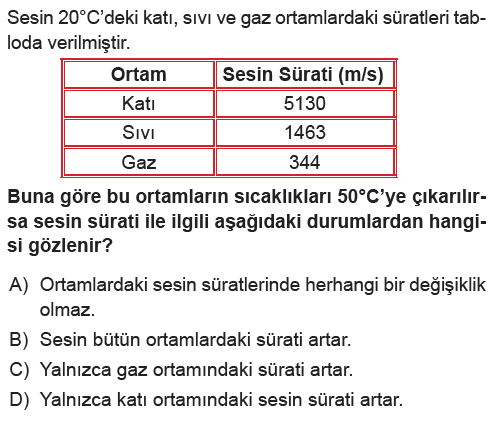 Sesin 20°C’deki katı, sıvı ve gaz ortamlardaki süratleri tab-
loda verilmiştir.
Ortam Sesin Sürati (m/s)
Katı 5130
Sıvı 1463
Gaz 344
Buna göre bu ortamların sıcaklıkları 50°C’ye çıkarılır-
sa sesin sürati ile ilgili aşağıdaki durumlardan hangi-
si gözlenir?
A) Ortamlardaki sesin süratlerinde herhangi bir değişiklik
olmaz.
B) Sesin bütün ortamlardaki sürati artar.
C) Yalnızca gaz ortamındaki sürati artar.
D) Yalnızca katı ortamındaki sesin sürati artar.